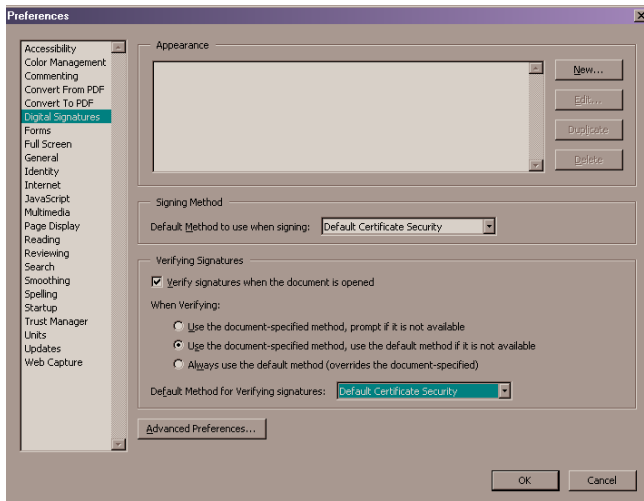 Preferences
Accessibility
Color Management
Commenting
Convert From PDF
Convert To PDF
Digital Signatures
Forms
Full Screen
General
Identity
Internet
JavaScript
Multimedia
Page Display
Reading
Reviewing
Search
Smoothing
Spelling
Startup
Trust Manager
Units
Updates
Web Capture
Appearance
New...
Edit...
Duplicate
Delete
Signing Method
Default Method to use when signing: Default Certificate Security
Verifying Signatures
Verify signatures when the document is opened
When Verifying:
Use the document-specified method, prompt if it is not available
Use the document-specified method, use the default method if it is not available
Always use the default method (overrides the document-specified)
Default Method for Verifying signatures: Default Certificate Security
Advanced Preferences...
OK Cancel